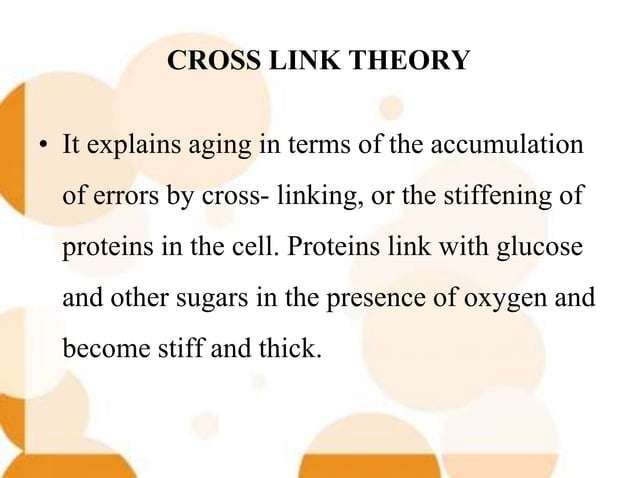 CROSS LINK THEORY
• It explains aging in terms of the accumulation
of errors by cross- linking, or the stiffening of
proteins in the cell. Proteins link with glucose
and other sugars in the presence of oxygen and
become stiff and thick.